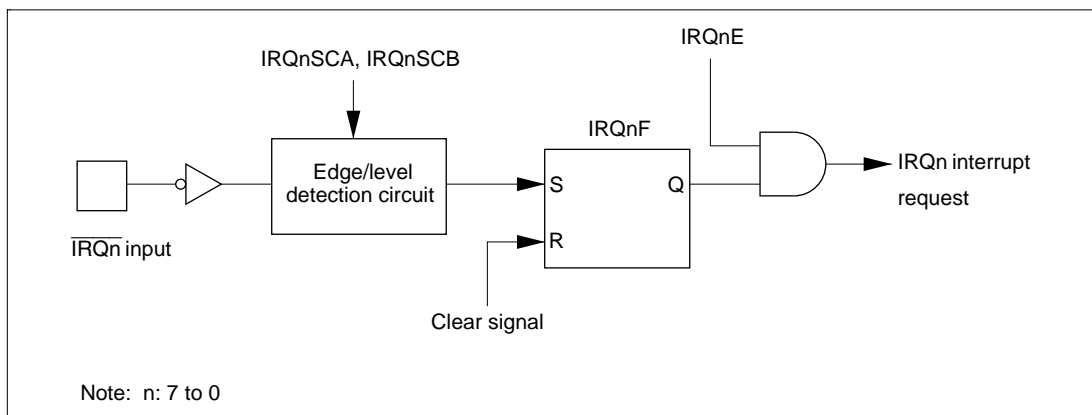 IRQnE
IRQnSCA, IRQnSCB
IRQnF
Edge/level
detection circuit
S
Q
R
IRQn interrupt
request
IRQn input
Clear signal
Note: n: 7 to 0